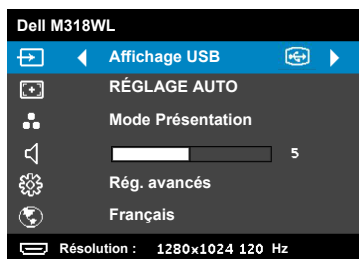 Dell M318WL
Affichage USB
RÉGLAGE AUTO
Mode Présentation
5
Rég. avancés
Français
Résolution : 1280x1024 120 Hz